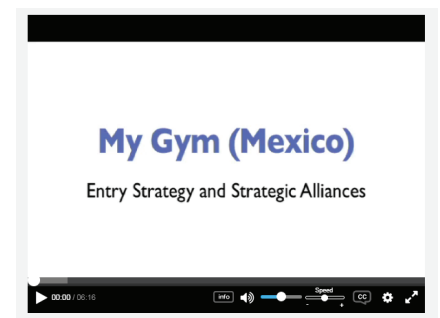 My Gym (Mexico)
Entry Strategy and Strategic Alliances
Speed
00:00 / 06:16
info
- +
CC